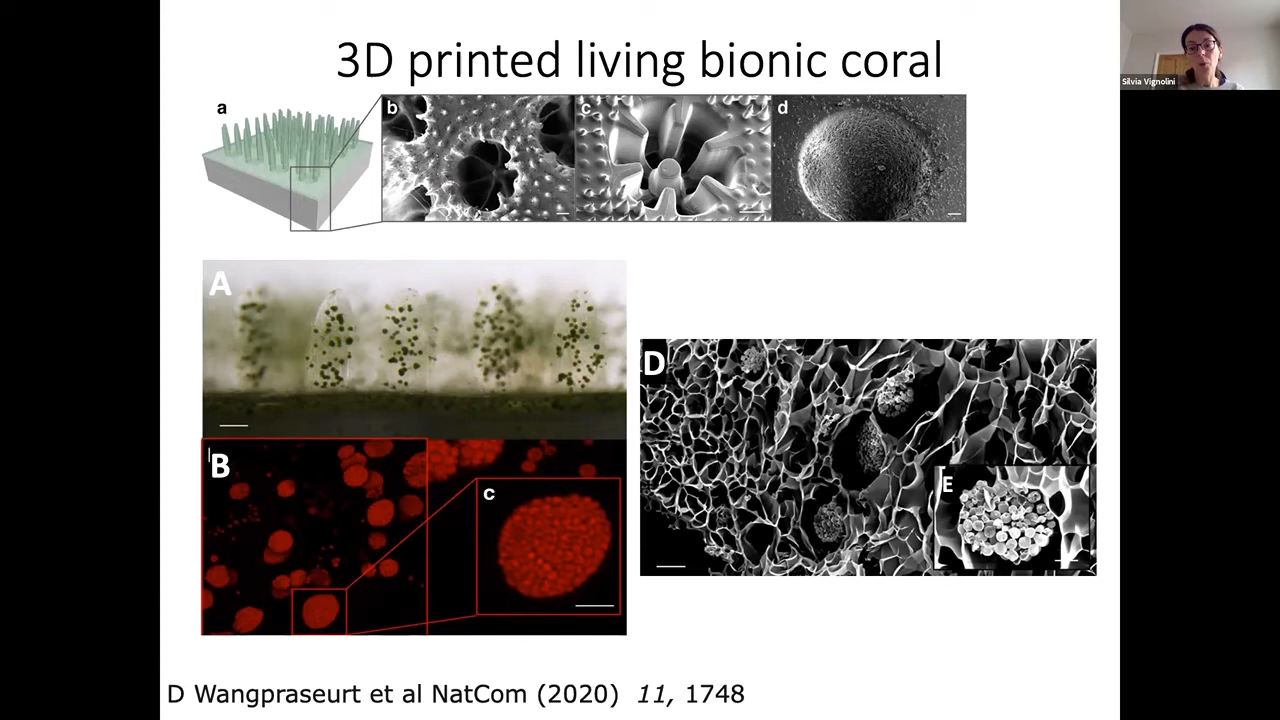 3D printed living bionic coral
Silvia Vignolini
a
b
c
d
A
B
c
D
E
D Wangpraseurt et al NatCom (2020) 11, 1748